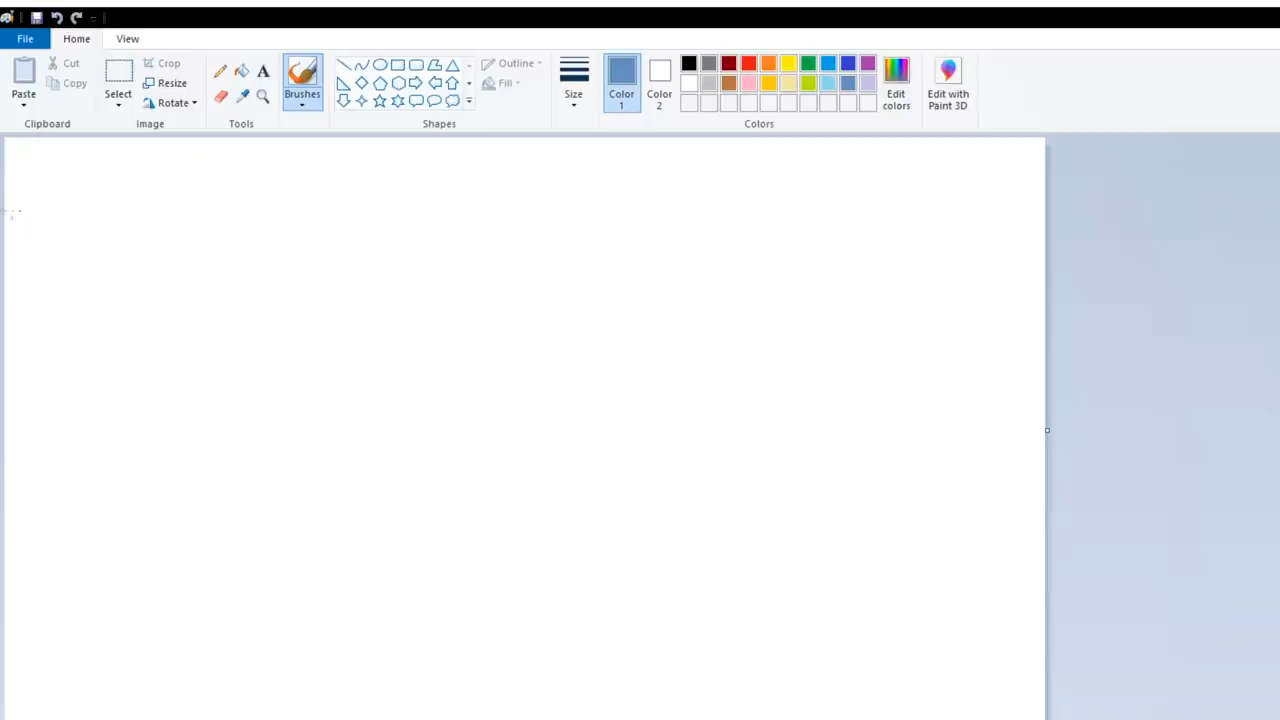 File Home View
Paste Cut Copy Select Crop Resize Rotate Brushes Outline Fill Size Color 1 Color 2 Edit colors Edit with Paint 3D
Clipboard Image Tools Shapes Colors